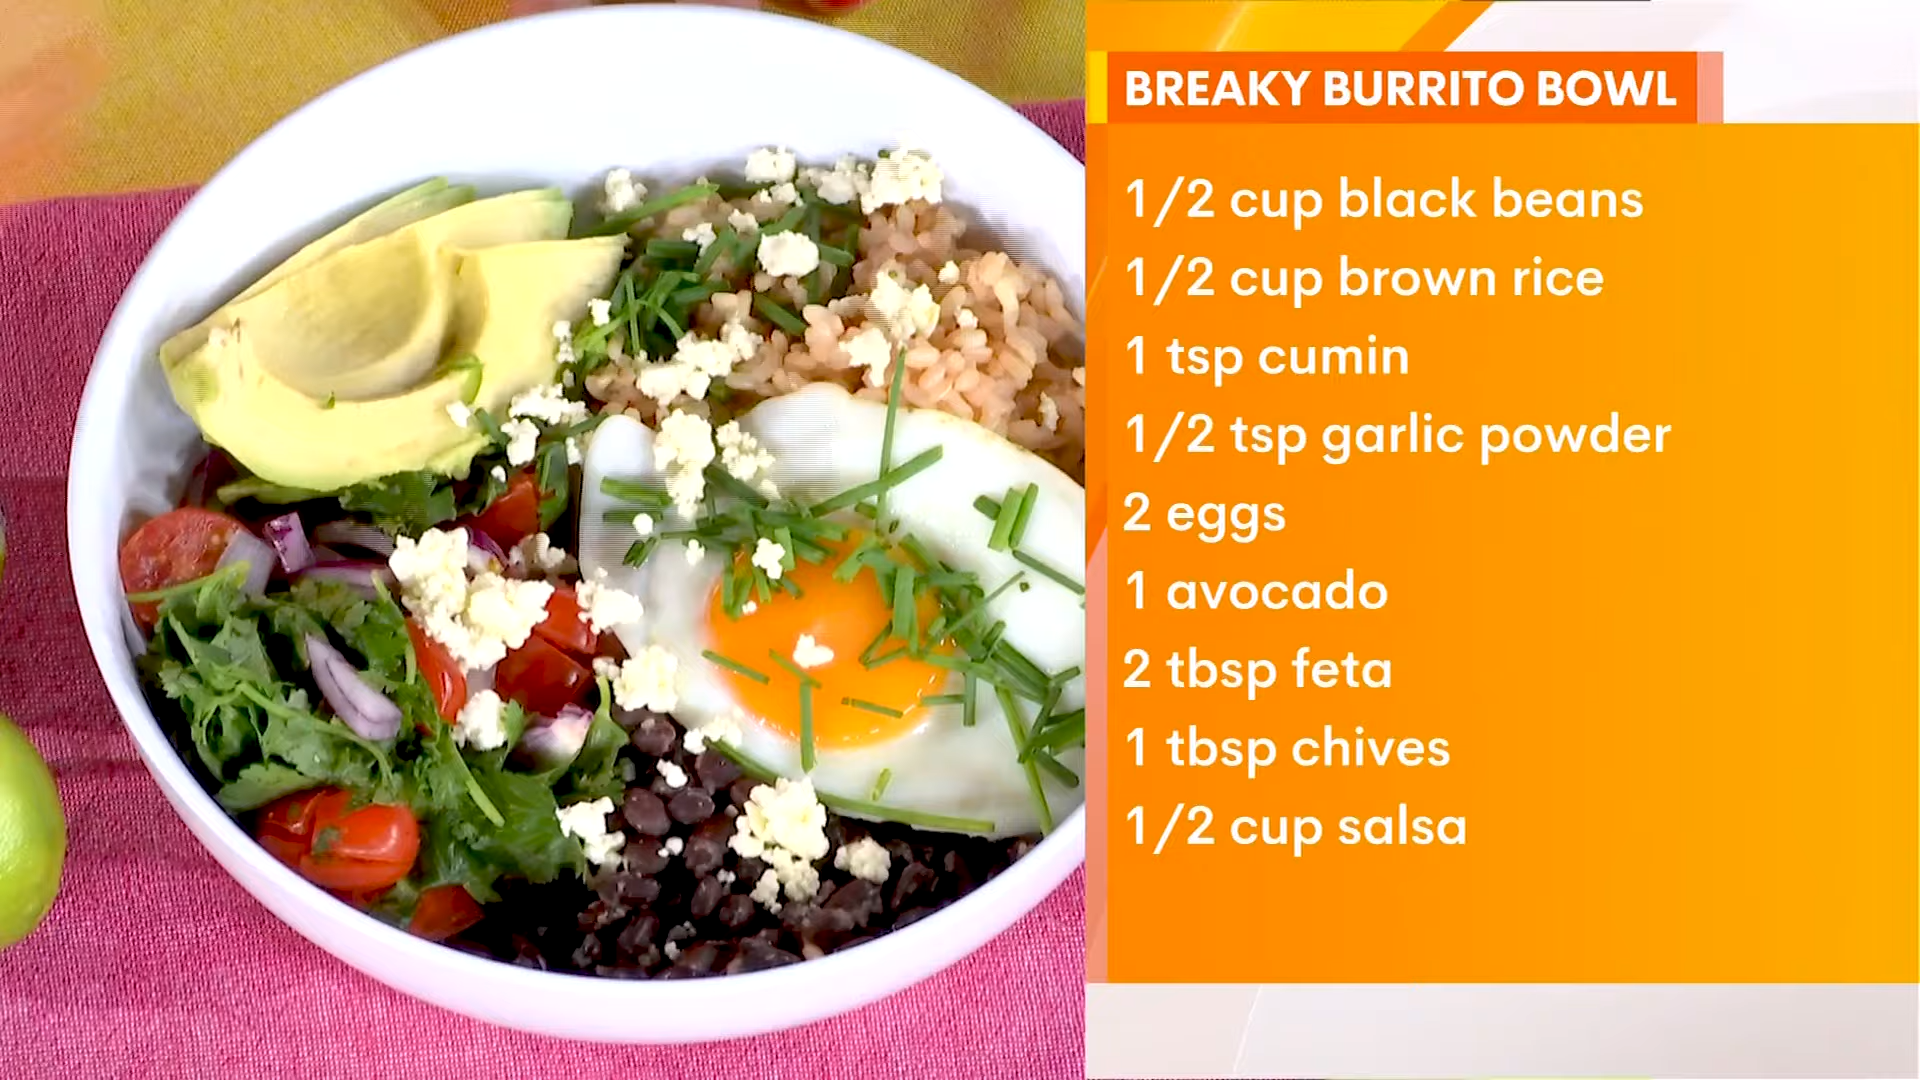 BREAKY BURRITO BOWL
1/2 cup black beans
1/2 cup brown rice
1 tsp cumin
1/2 tsp garlic powder
2 eggs
1 avocado
2 tbsp feta
1 tbsp chives
1/2 cup salsa